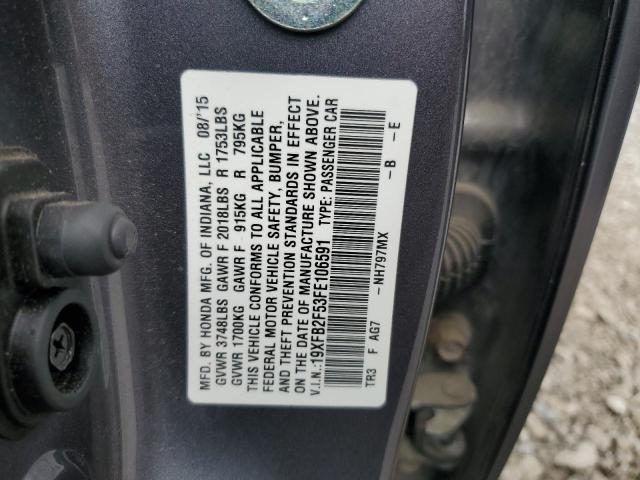 MFD. BY HONDA MFG. OF INDIANA, LLC 08/'15
GVWR 3748LBS GAWR F 2018LBS R 1753LBS
GVWR 1700KG GAWR F 915KG R 795KG
THIS VEHICLE CONFORMS TO ALL APPLICABLE
FEDERAL MOTOR VEHICLE SAFETY, BUMPER,
AND THEFT PREVENTION STANDARDS IN EFFECT
ON THE DATE OF MANUFACTURE SHOWN ABOVE.
V.I.N.:19XFB2F53FE106591 TYPE: PASSENGER CAR
TR3 F AG7 -NH797MX -B -E